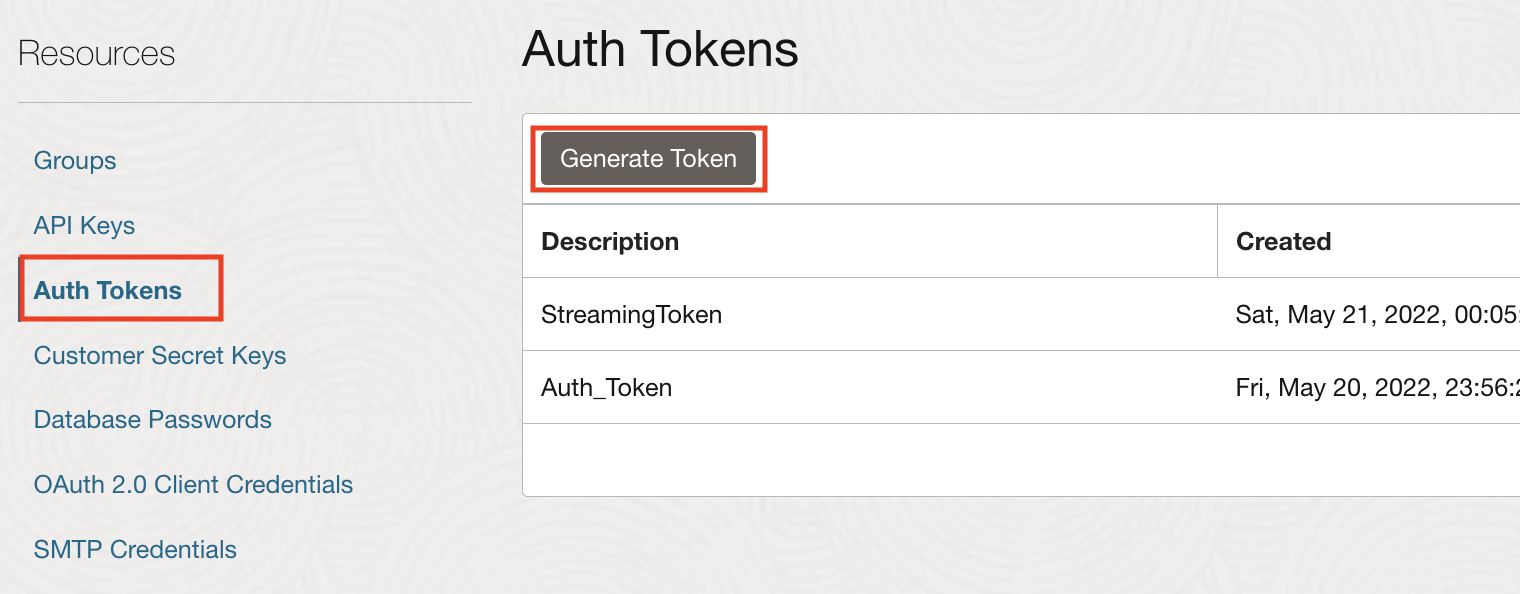 Resources
Groups
API Keys
Auth Tokens
Customer Secret Keys
Database Passwords
OAuth 2.0 Client Credentials
SMTP Credentials
Auth Tokens
Generate Token
Description Created
StreamingToken Sat, May 21, 2022, 00:05:
Auth_Token Fri, May 20, 2022, 23:56:2